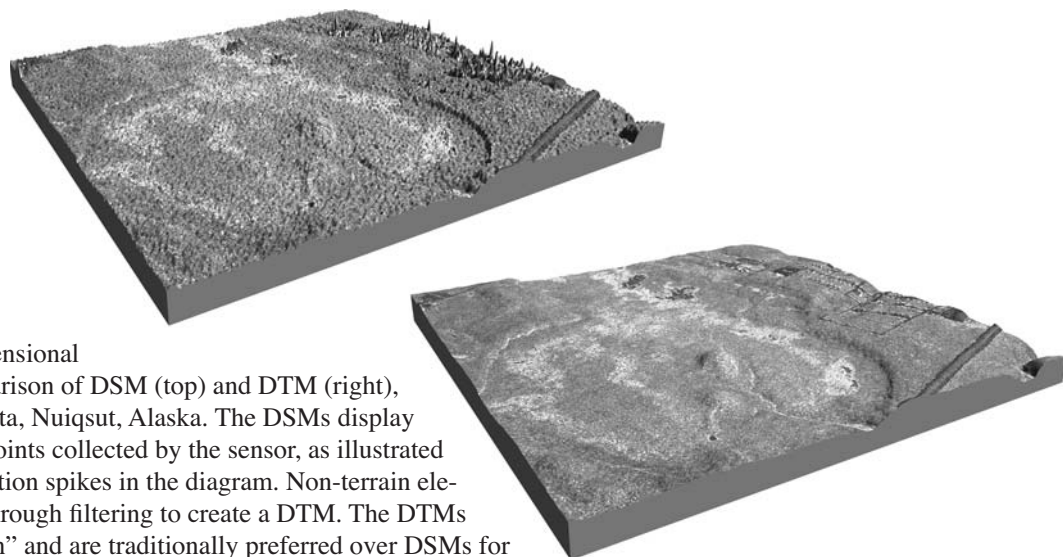 ensional
arison of DSM (top) and DTM (right),
ta, Nuiqsut, Alaska. The DSMs display
oints collected by the sensor, as illustrated
tion spikes in the diagram. Non-terrain ele-
rough filtering to create a DTM. The DTMs
” and are traditionally preferred over DSMs for